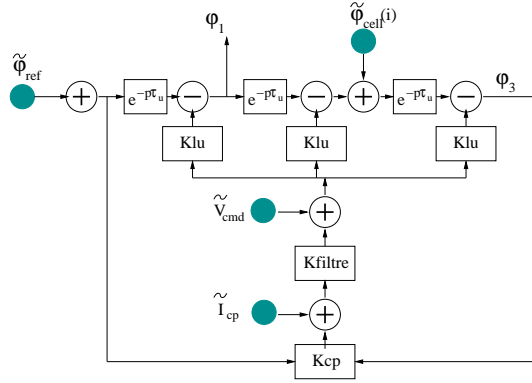 φ̃cell(i)
φ̃ref
φ1
φ3
+
e−pτu
−
e−pτu
−
+
e−pτu
−
Klu
Klu
Klu
Ṽcmd
+
Kfiltre
Ĩcp
+
Kcp